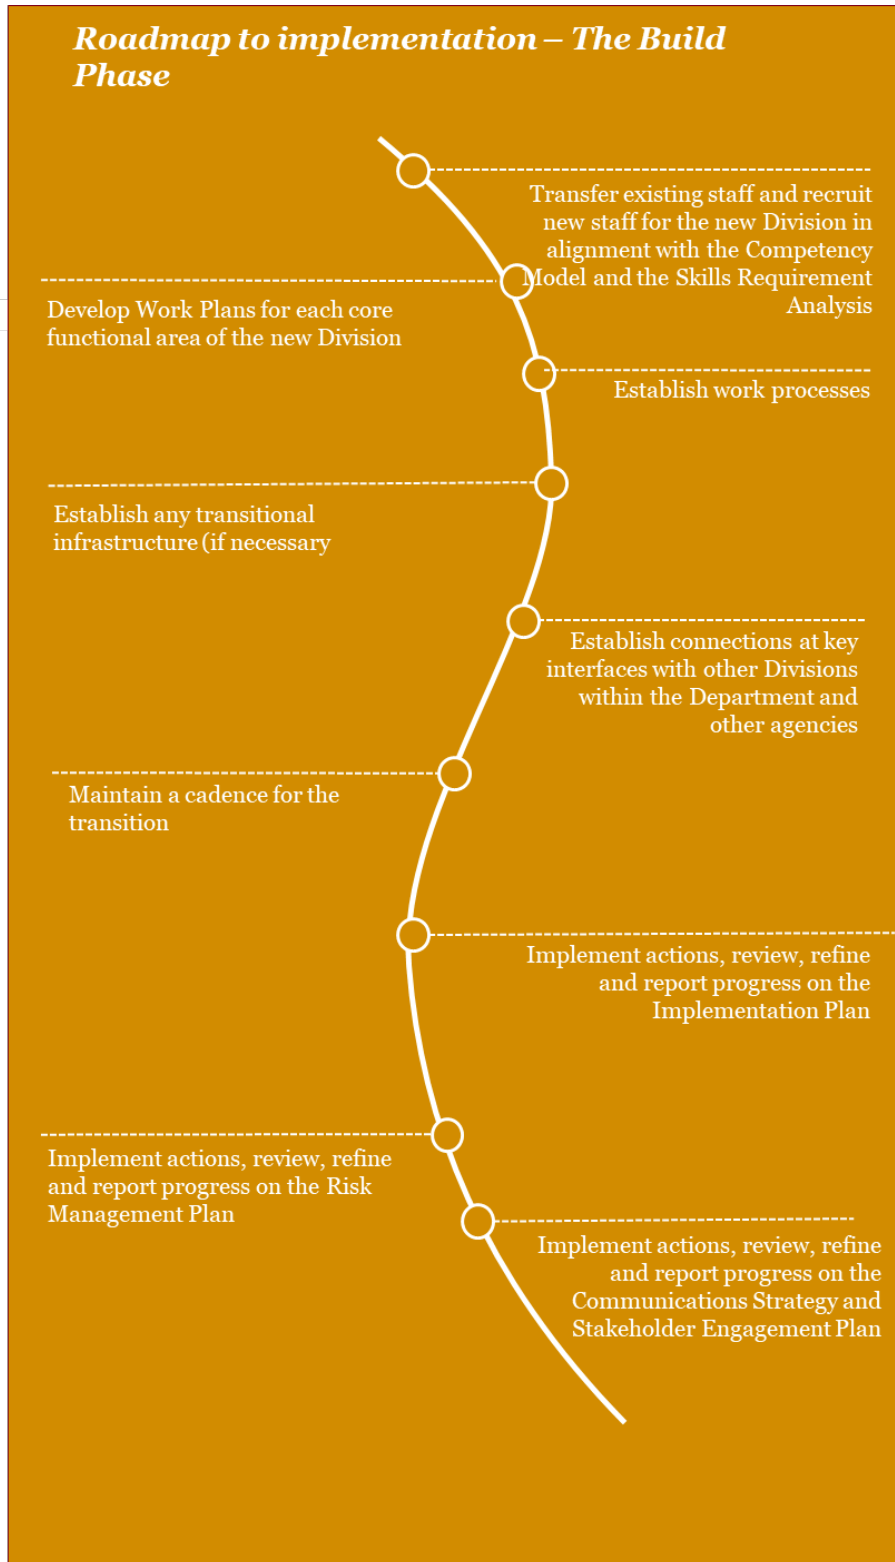 Roadmap to implementation – The Build
Phase
Transfer existing staff and recruit
new staff for the new Division in
alignment with the Competency
Model and the Skills Requirement
Analysis
Develop Work Plans for each core
functional area of the new Division
Establish work processes
Establish any transitional
infrastructure (if necessary
Establish connections at key
interfaces with other Divisions
within the Department and
other agencies
Maintain a cadence for the
transition
Implement actions, review, refine
and report progress on the
Implementation Plan
Implement actions, review, refine
and report progress on the Risk
Management Plan
Implement actions, review, refine
and report progress on the
Communications Strategy and
Stakeholder Engagement Plan